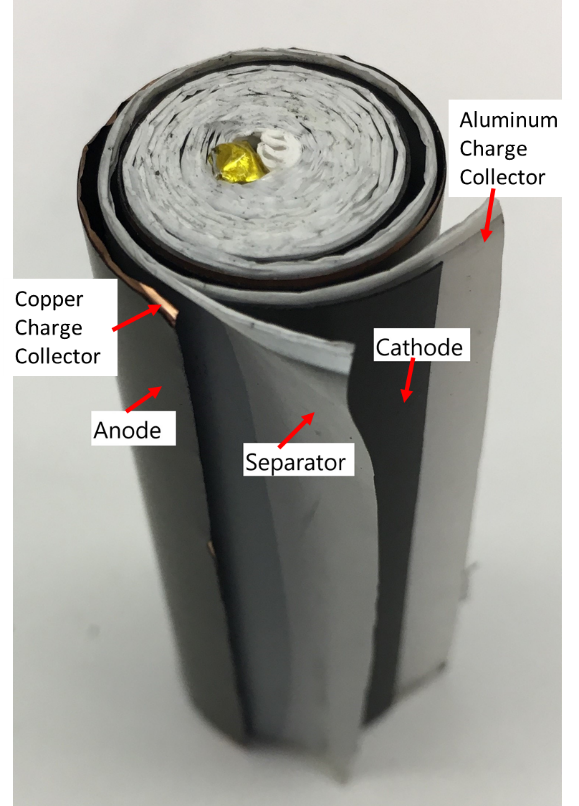 Aluminum
Charge
Collector
Copper
Charge
Collector
Cathode
Anode
Separator